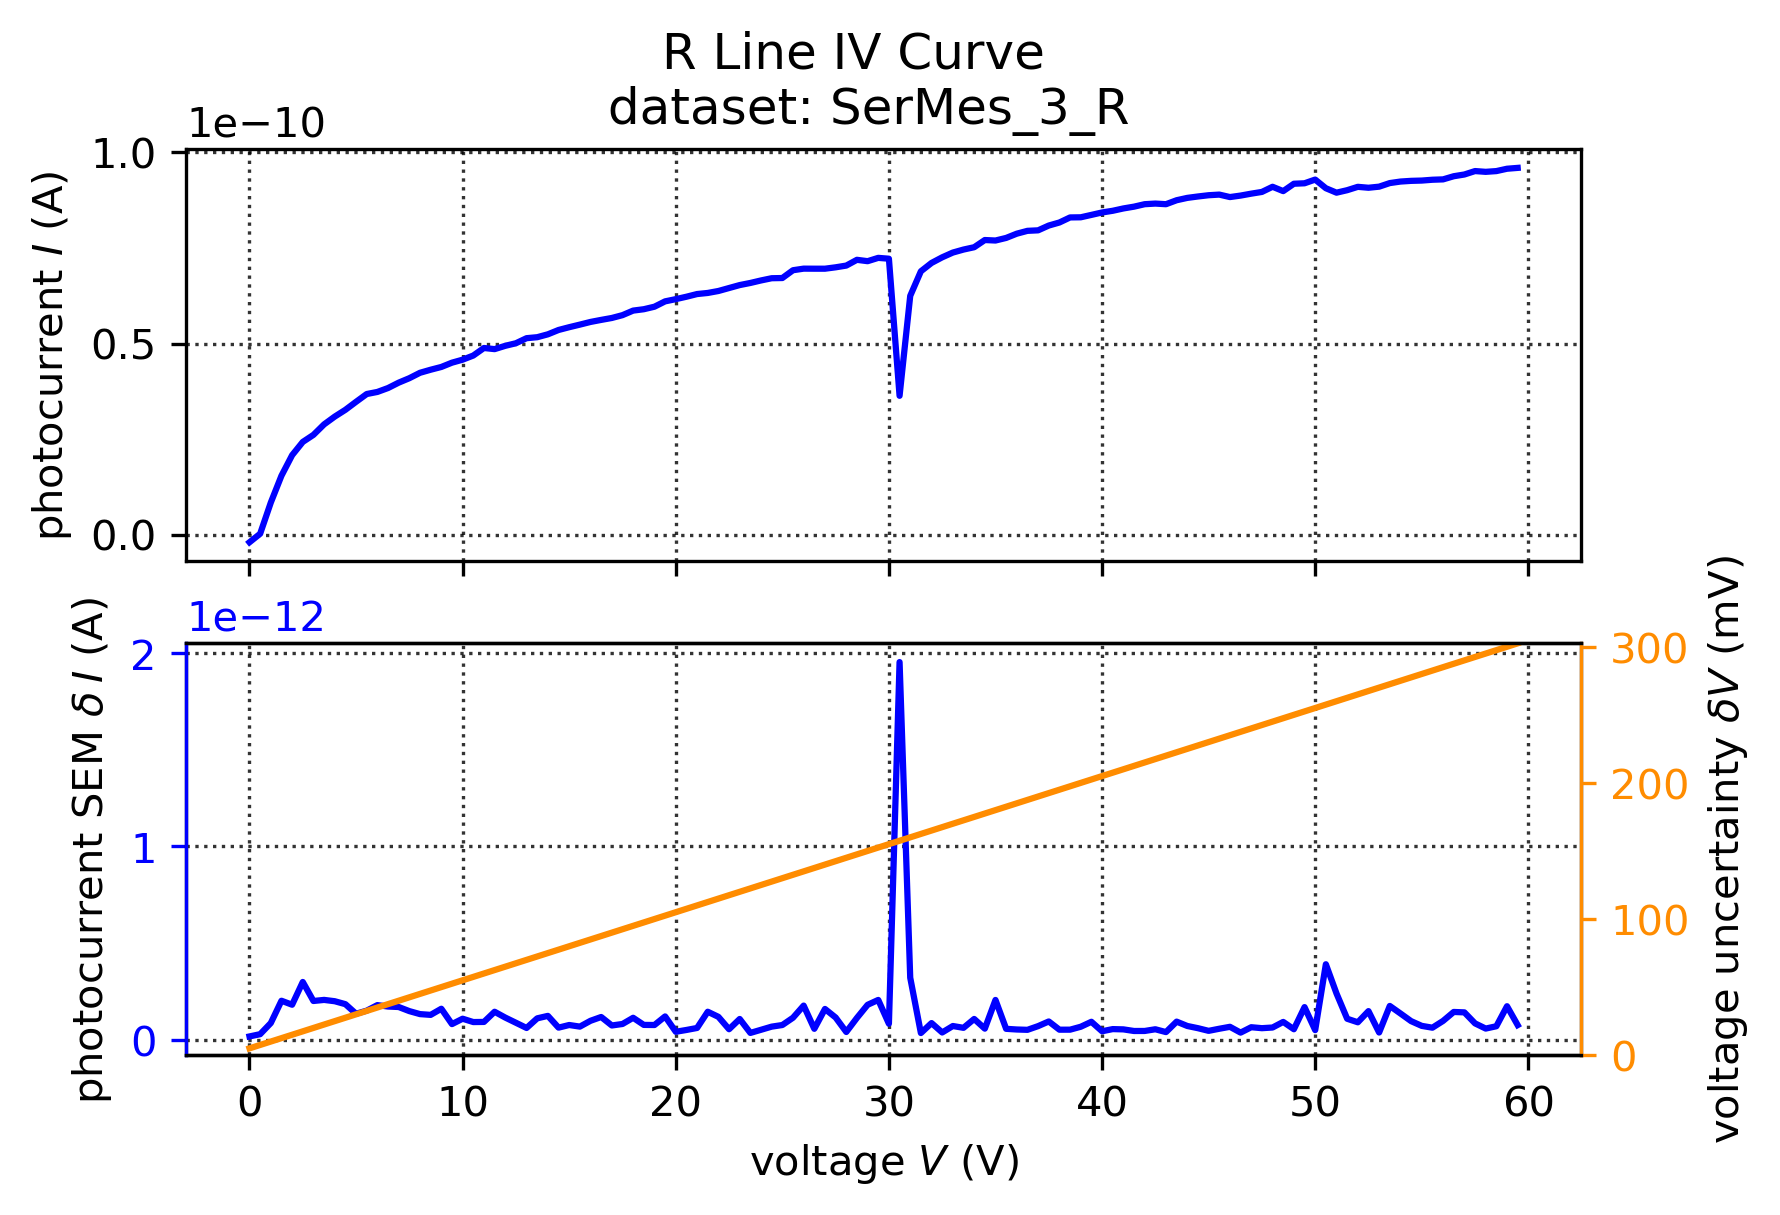 R Line IV Curve
dataset: SerMes_3_R
1e−10
1.0
0.5
0.0
photocurrent I (A)
1e−12
2
1
0
photocurrent SEM δ I (A)
300
200
100
0
voltage uncertainty δV (mV)
0 10 20 30 40 50 60
voltage V (V)